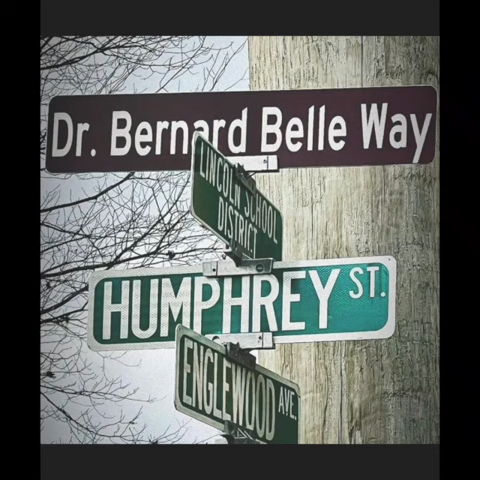 Dr. Bernard Belle Way
LINCOLN SCHOOL
DISTRICT
HUMPHREY ST.
ENGLEWOOD AVE.